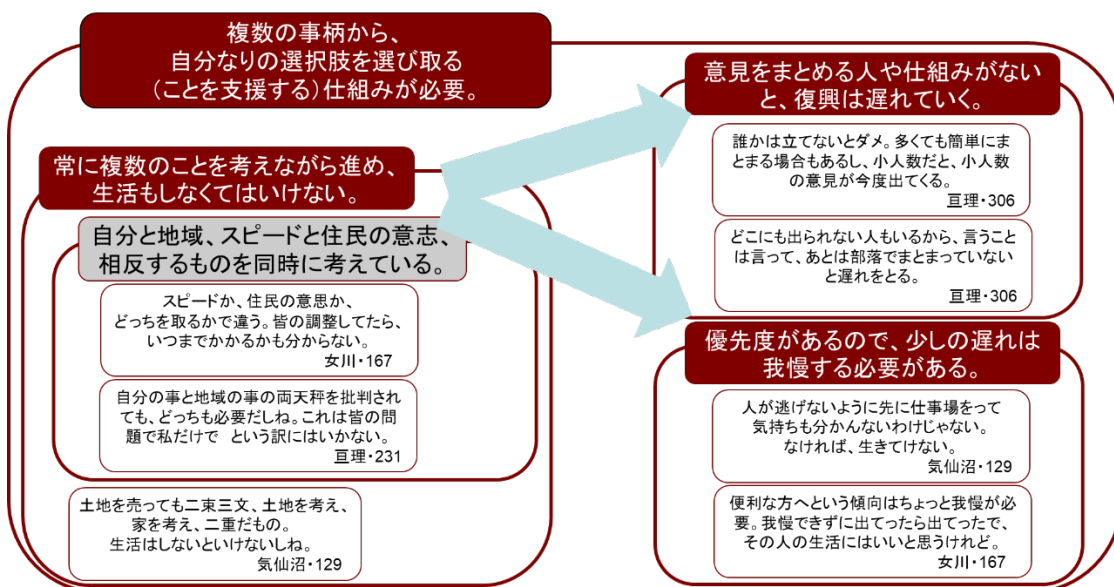 複数の事柄から、
自分なりの選択肢を選び取る
（ことを支援する）仕組みが必要。
常に複数のことを考えながら進め、
生活もしなくてはいけない。
自分と地域、スピードと住民の意志、
相反するものを同時に考えている。
スピードか、住民の意思か、
どっちを取るかで違う。皆の調整してたら、
いつまでかかるかも分からない。
女川・167
自分の事と地域の事の両天秤を批判され
ても、どっちも必要だしね。これは皆の問
題で私だけで　という訳にはいかない。
亘理・231
土地を売っても二束三文、土地を考え、
家を考え、二重だもの。
生活はしないといけないしね。
気仙沼・129
意見をまとめる人や仕組みがない
と、復興は遅れていく。
誰かは立てないとダメ。多くても簡単にま
とまる場合もあるし、小人数だと、小人数
の意見が今度出てくる。
亘理・306
どこにも出られない人もいるから、言うこと
は言って、あとは部落でまとまっていない
と遅れをとる。
亘理・306
優先度があるので、少しの遅れは
我慢する必要がある。
人が逃げないように先に仕事場をって
気持ちも分かんないわけじゃない。
なければ、生きてけない。
気仙沼・129
便利な方へという傾向はちょっと我慢が必
要。我慢できずに出てったら出てったで、
その人の生活にはいいと思うけれど。
女川・167